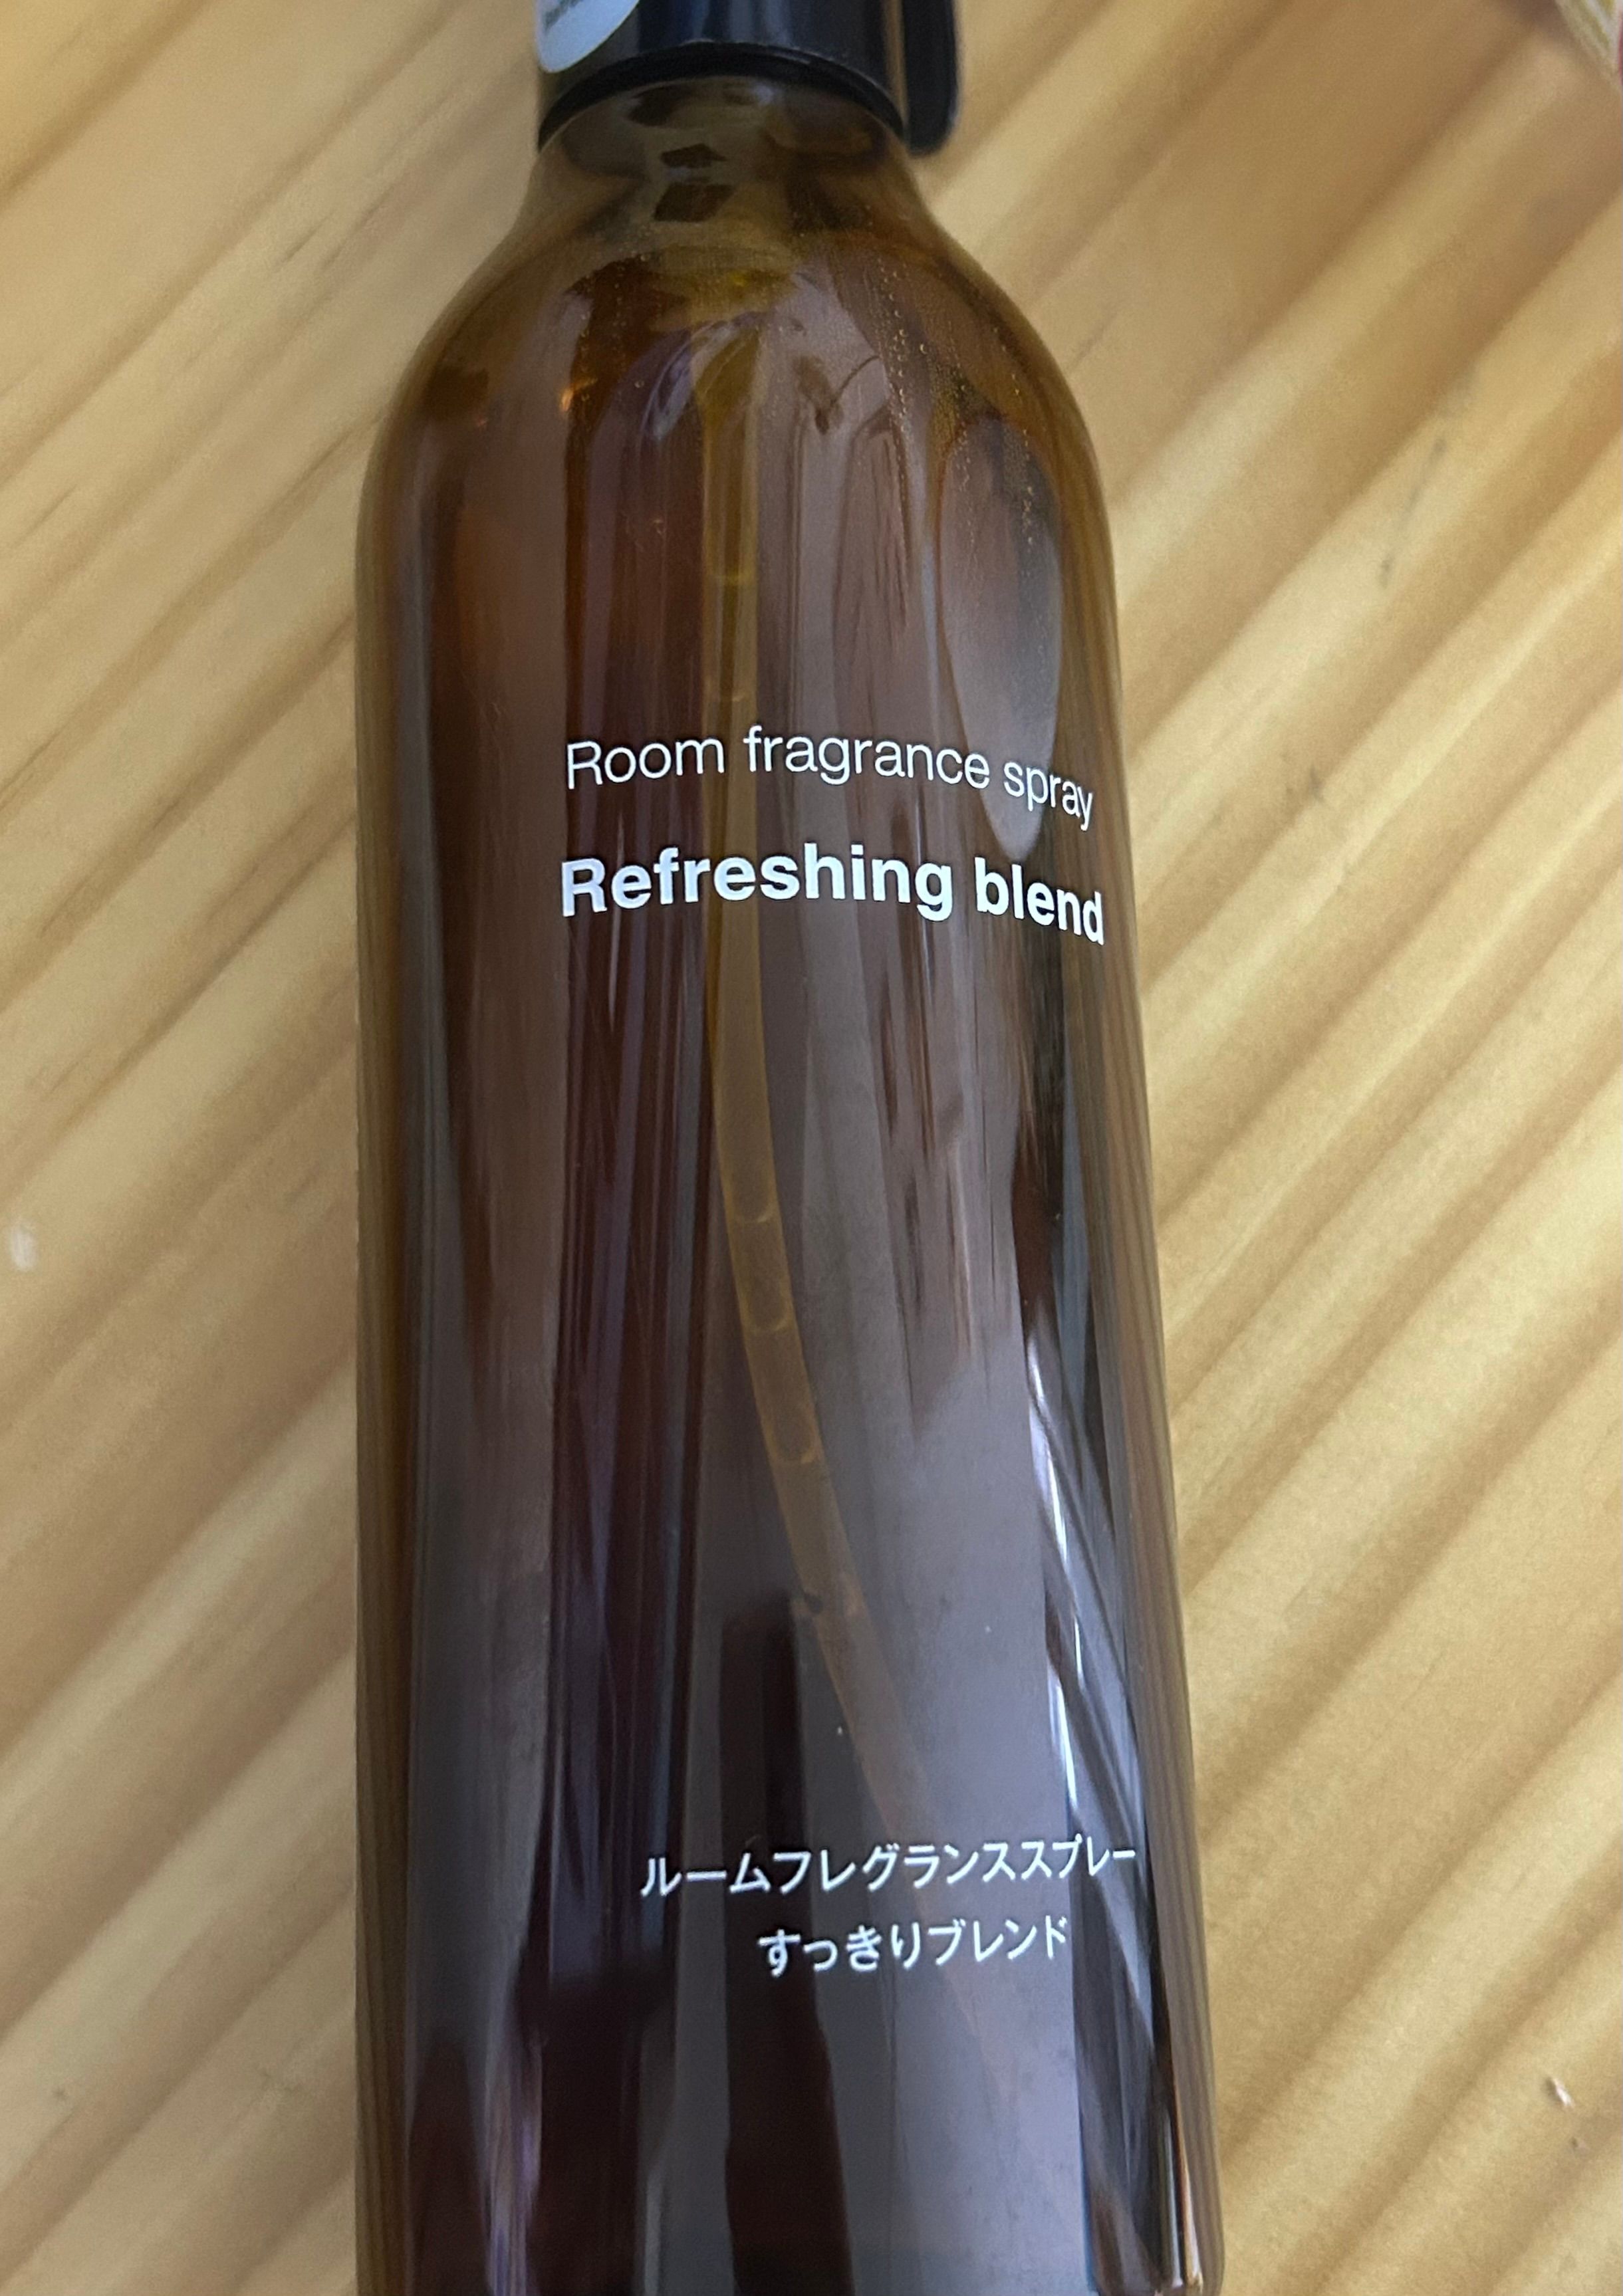 Room fragrance spray
Refreshing blend
ルームフレグランススプレー
すっきりブレンド